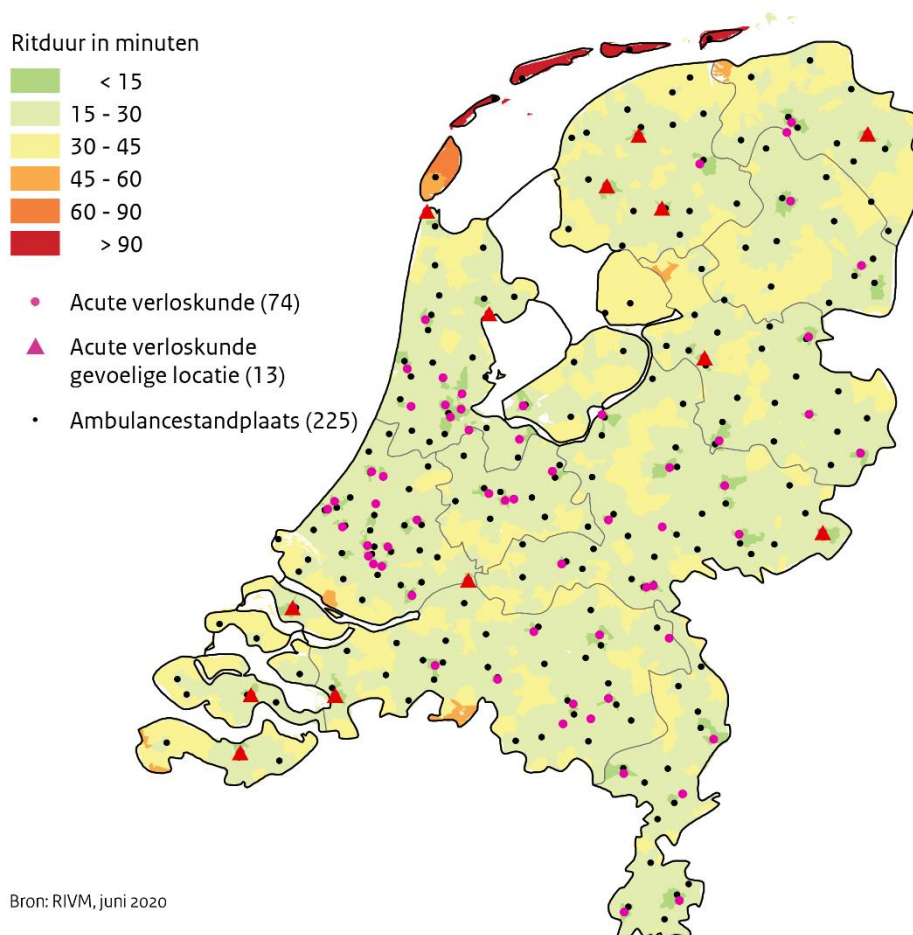 Ritduur in minuten
< 15
15 - 30
30 - 45
45 - 60
60 - 90
> 90
Acute verloskunde (74)
Acute verloskunde
gevoelige locatie (13)
Ambulancestandplaats (225)
Bron: RIVM, juni 2020